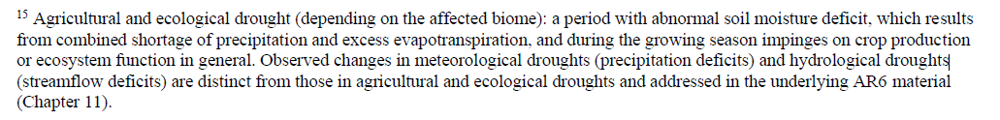 15 Agricultural and ecological drought (depending on the affected biome): a period with abnormal soil moisture deficit, which results
from combined shortage of precipitation and excess evapotranspiration, and during the growing season impinges on crop production
or ecosystem function in general. Observed changes in meteorological droughts (precipitation deficits) and hydrological droughts
(streamflow deficits) are distinct from those in agricultural and ecological droughts and addressed in the underlying AR6 material
(Chapter 11).